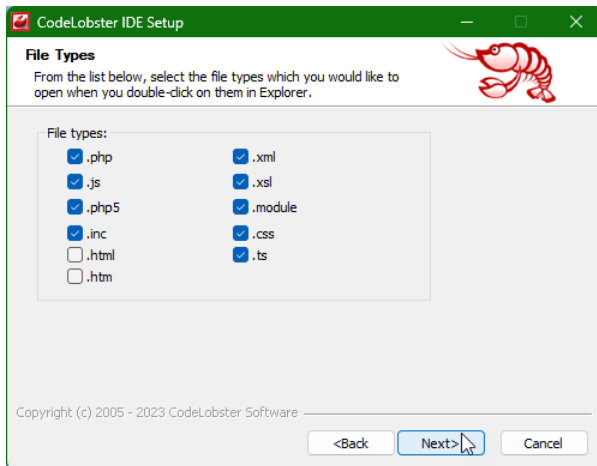 CodeLobster IDE Setup
File Types
From the list below, select the file types which you would like to
open when you double-click on them in Explorer.
File types:
.php
.js
.php5
.inc
.html
.htm
.xml
.xsl
.module
.css
.ts
Copyright (c) 2005 - 2023 CodeLobster Software
<Back
Next>
Cancel